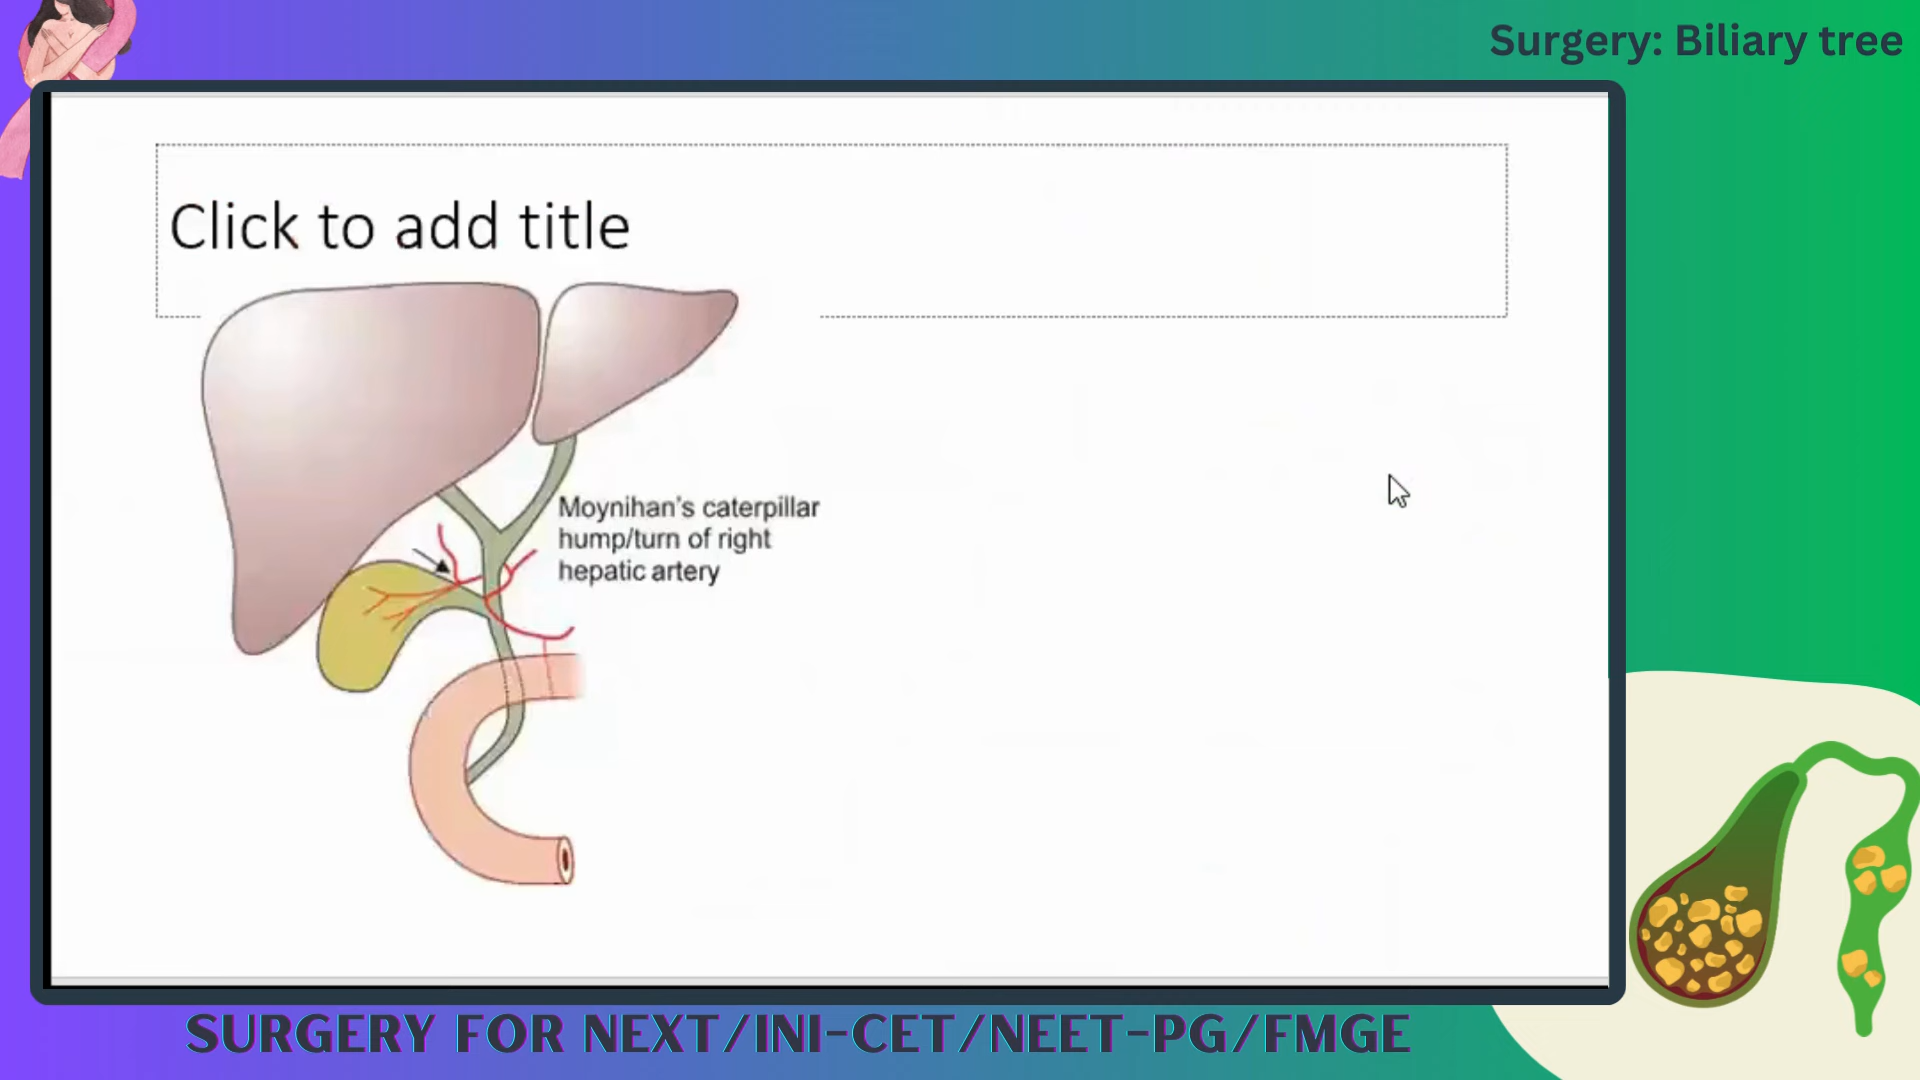 Surgery: Biliary tree
Click to add title
Moynihan's caterpillar
hump/turn of right
hepatic artery
SURGERY FOR NEXT/INI-CET/NEET-PG/FMGE